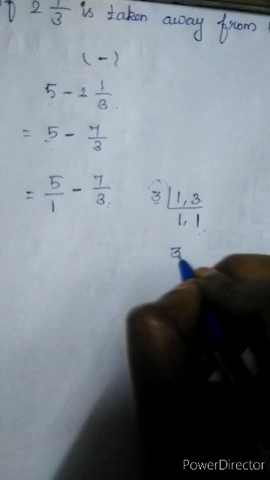 of 2 1/3 is taken away from
(-)
5 - 2 1/3
= 5 - 7/3
= 5/1 - 7/3
3 | 1, 3
1, 1
3
PowerDirector